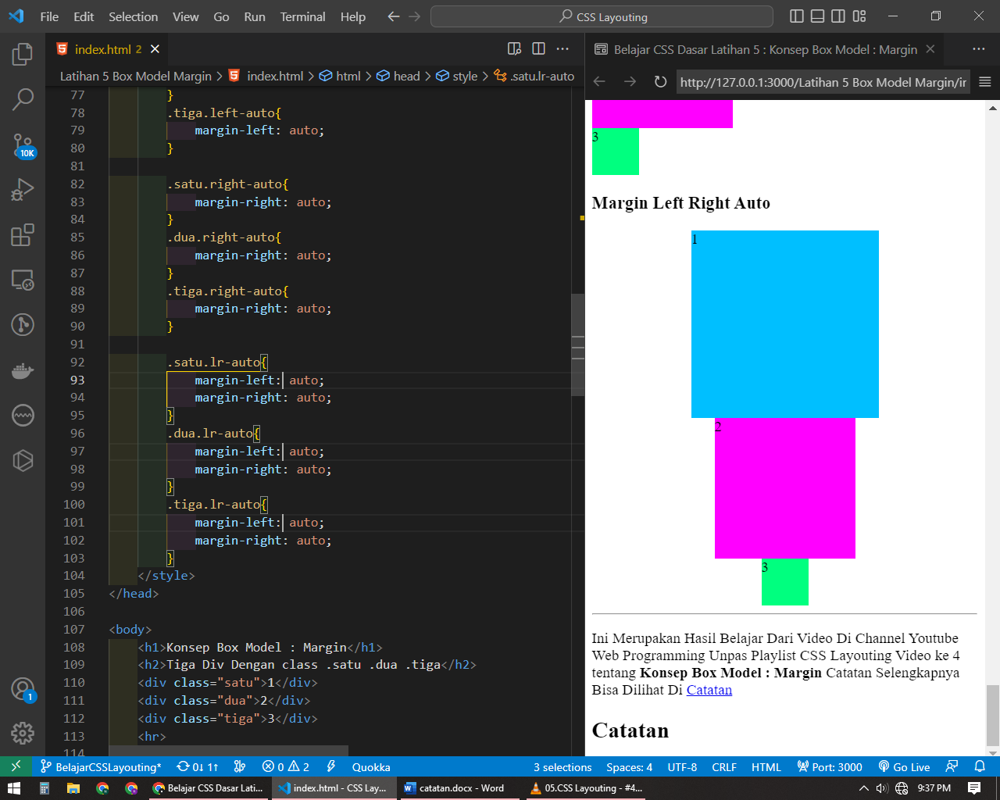 File Edit Selection View Go Run Terminal Help
CSS Layouting
index.html 2
Latihan 5 Box Model Margin > index.html > html > head > style > .satu.lr-auto
77 }
78 .tiga.left-auto{
79 margin-left: auto;
80 }
81
82 .satu.right-auto{
83 margin-right: auto;
84 }
85 .dua.right-auto{
86 margin-right: auto;
87 }
88 .tiga.right-auto{
89 margin-right: auto;
90 }
91
92 .satu.lr-auto{
93 margin-left: auto;
94 margin-right: auto;
95 }
96 .dua.lr-auto{
97 margin-left: auto;
98 margin-right: auto;
99 }
100 .tiga.lr-auto{
101 margin-left: auto;
102 margin-right: auto;
103 }
104 </style>
105 </head>
106
107 <body>
108 <h1>Konsep Box Model : Margin</h1>
109 <h2>Tiga Div Dengan class .satu .dua .tiga</h2>
110 <div class="satu">1</div>
111 <div class="dua">2</div>
112 <div class="tiga">3</div>
113 <hr>
114
10K
1
Belajar CSS Dasar Latihan 5 : Konsep Box Model : Margin
http://127.0.0.1:3000/Latihan 5 Box Model Margin/ir
3
Margin Left Right Auto
1
2
3
Ini Merupakan Hasil Belajar Dari Video Di Channel Youtube
Web Programming Unpas Playlist CSS Layouting Video ke 4
tentang Konsep Box Model : Margin Catatan Selengkapnya
Bisa Dilihat Di Catatan
Catatan
BelajarCSSLayouting* 0↓ 1↑ 0 2 Quokka 3 selections Spaces: 4 UTF-8 CRLF HTML Port: 3000 Go Live
Belajar CSS Dasar Lati... index.html - CSS Lay... catatan.docx - Word 05.CSS Layouting - #4... 9:37 PM